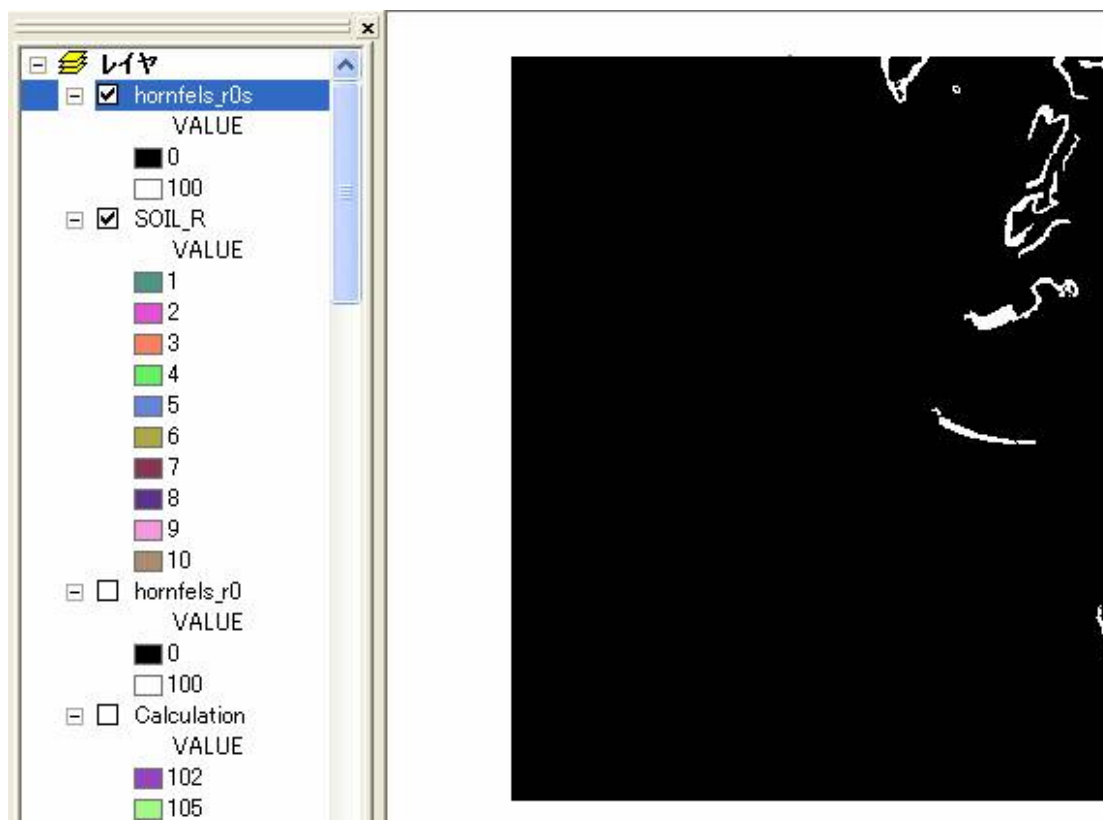 レイヤ
hornfels_r0s
VALUE
0
100
SOIL_R
VALUE
1
2
3
4
5
6
7
8
9
10
hornfels_r0
VALUE
0
100
Calculation
VALUE
102
105